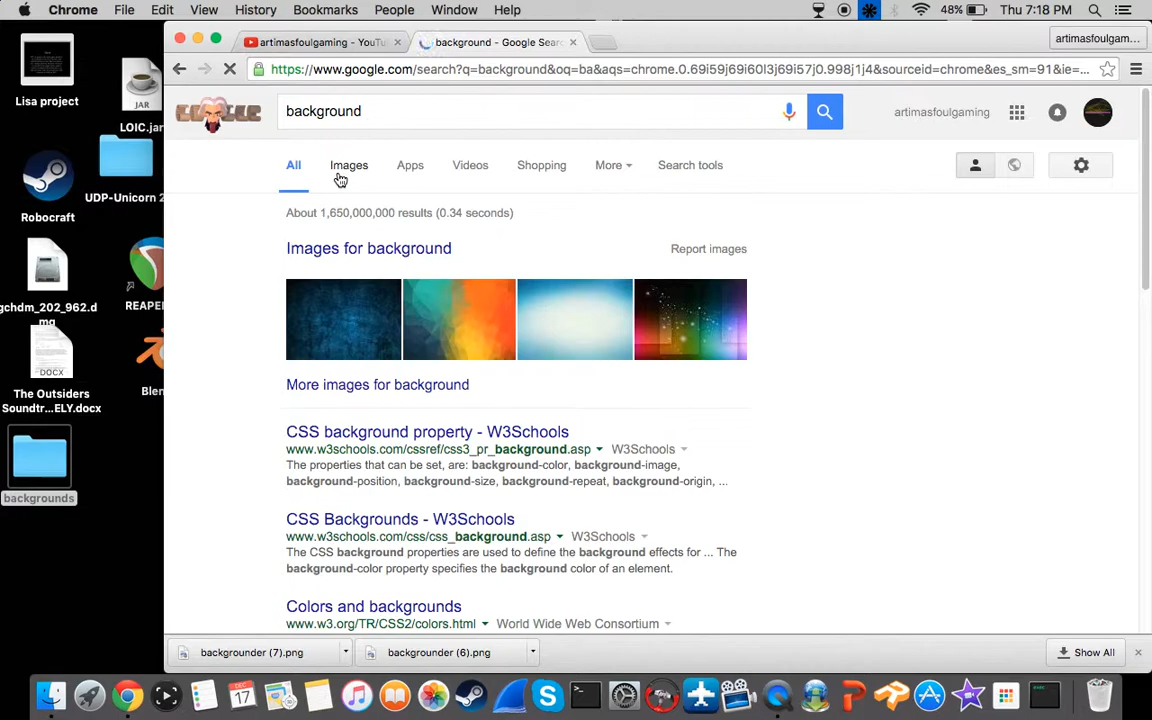 Chrome File Edit View History Bookmarks People Window Help 48% Thu 7:18 PM
artimasfoulgaming - YouTu background - Google Searc artimasfoulgam...
https://www.google.com/search?q=background&oq=ba&aqs=chrome.0.69i59j69i60l3j69i57j0.998j1j4&sourceid=chrome&es_sm=91&ie=...
background
artimasfoulgaming
All Images Apps Videos Shopping More Search tools
About 1,650,000,000 results (0.34 seconds)
Images for background Report images
More images for background
CSS background property - W3Schools
www.w3schools.com/cssref/css3_pr_background.asp W3Schools
The properties that can be set, are: background-color, background-image,
background-position, background-size, background-repeat, background-origin, ...
CSS Backgrounds - W3Schools
www.w3schools.com/css/css_background.asp W3Schools
The CSS background properties are used to define the background effects for ... The
background-color property specifies the background color of an element.
Colors and backgrounds
www.w3.org/TR/CSS2/colors.html World Wide Web Consortium
backgrounder (7).png backgrounder (6).png Show All
Lisa project
JAR
LOIC.jar
UDP-Unicorn 2
Robocraft
gchdm_202_962.d
mg
REAPE
DOCX
The Outsiders
Soundtr...ELY.docx
Blen
backgrounds
DEC
17